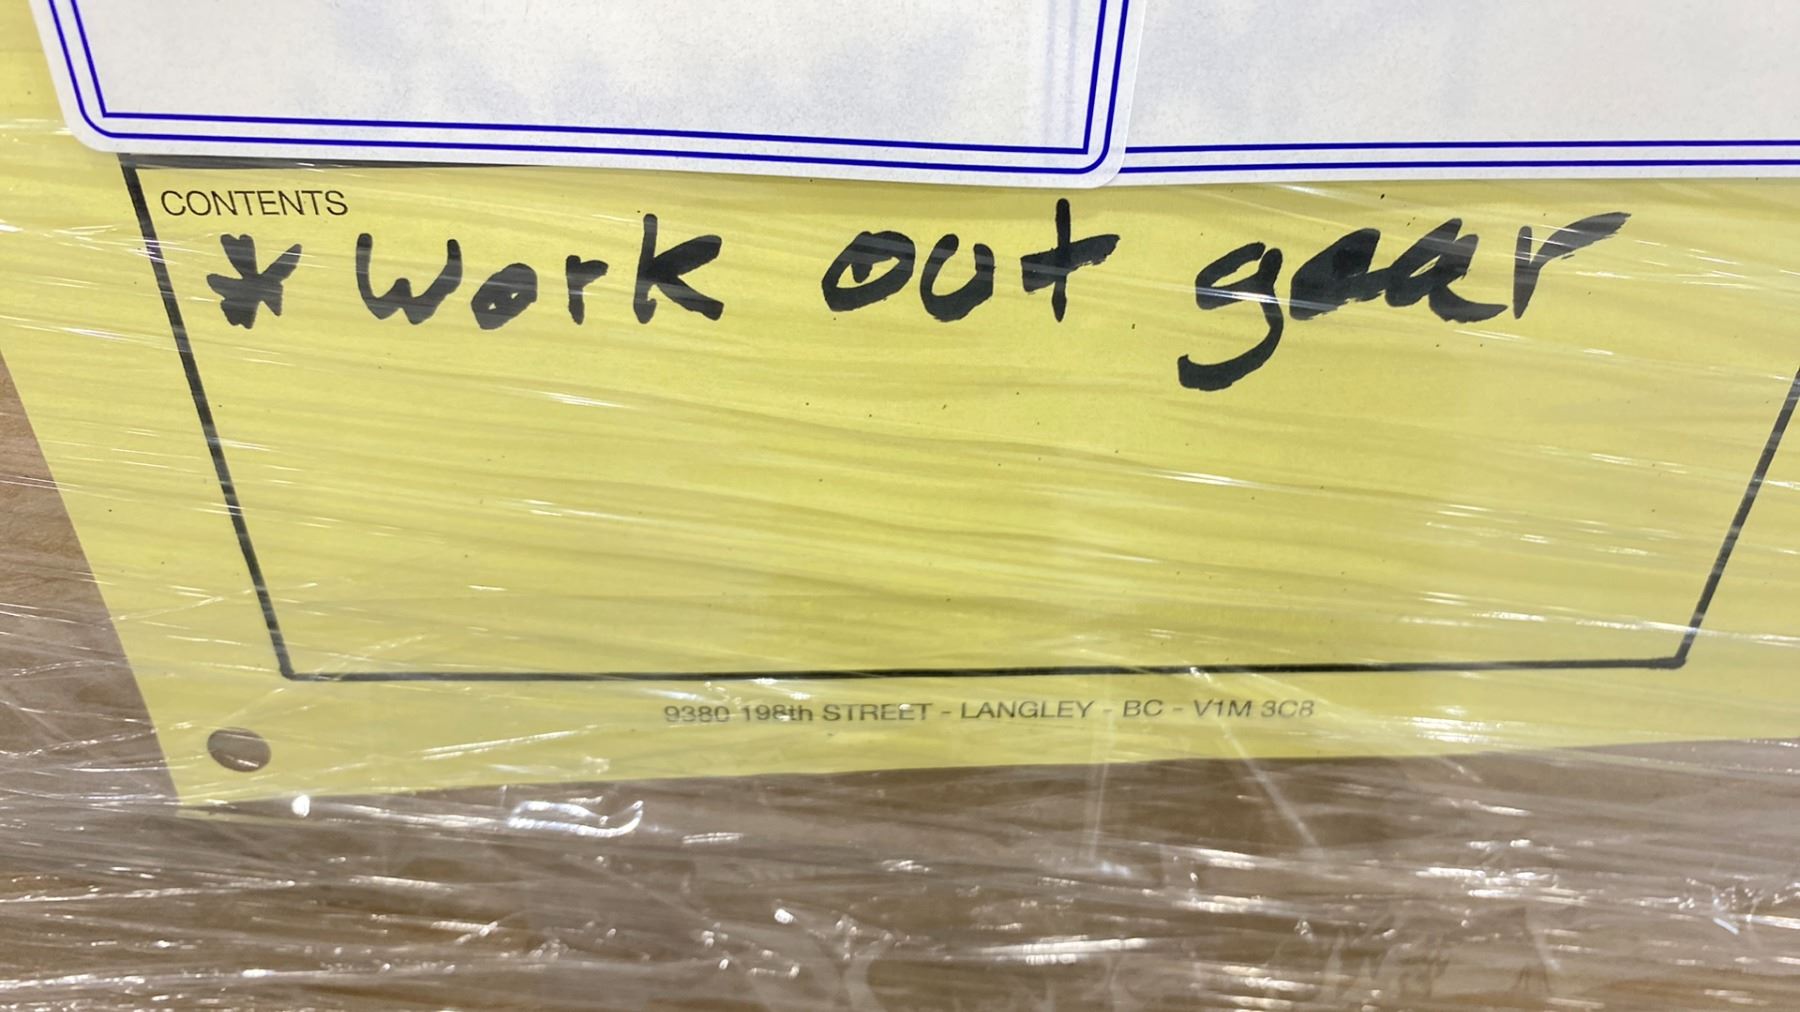 CONTENTS
* Work out gear
9380 198th STREET - LANGLEY - BC - V1M 3C8